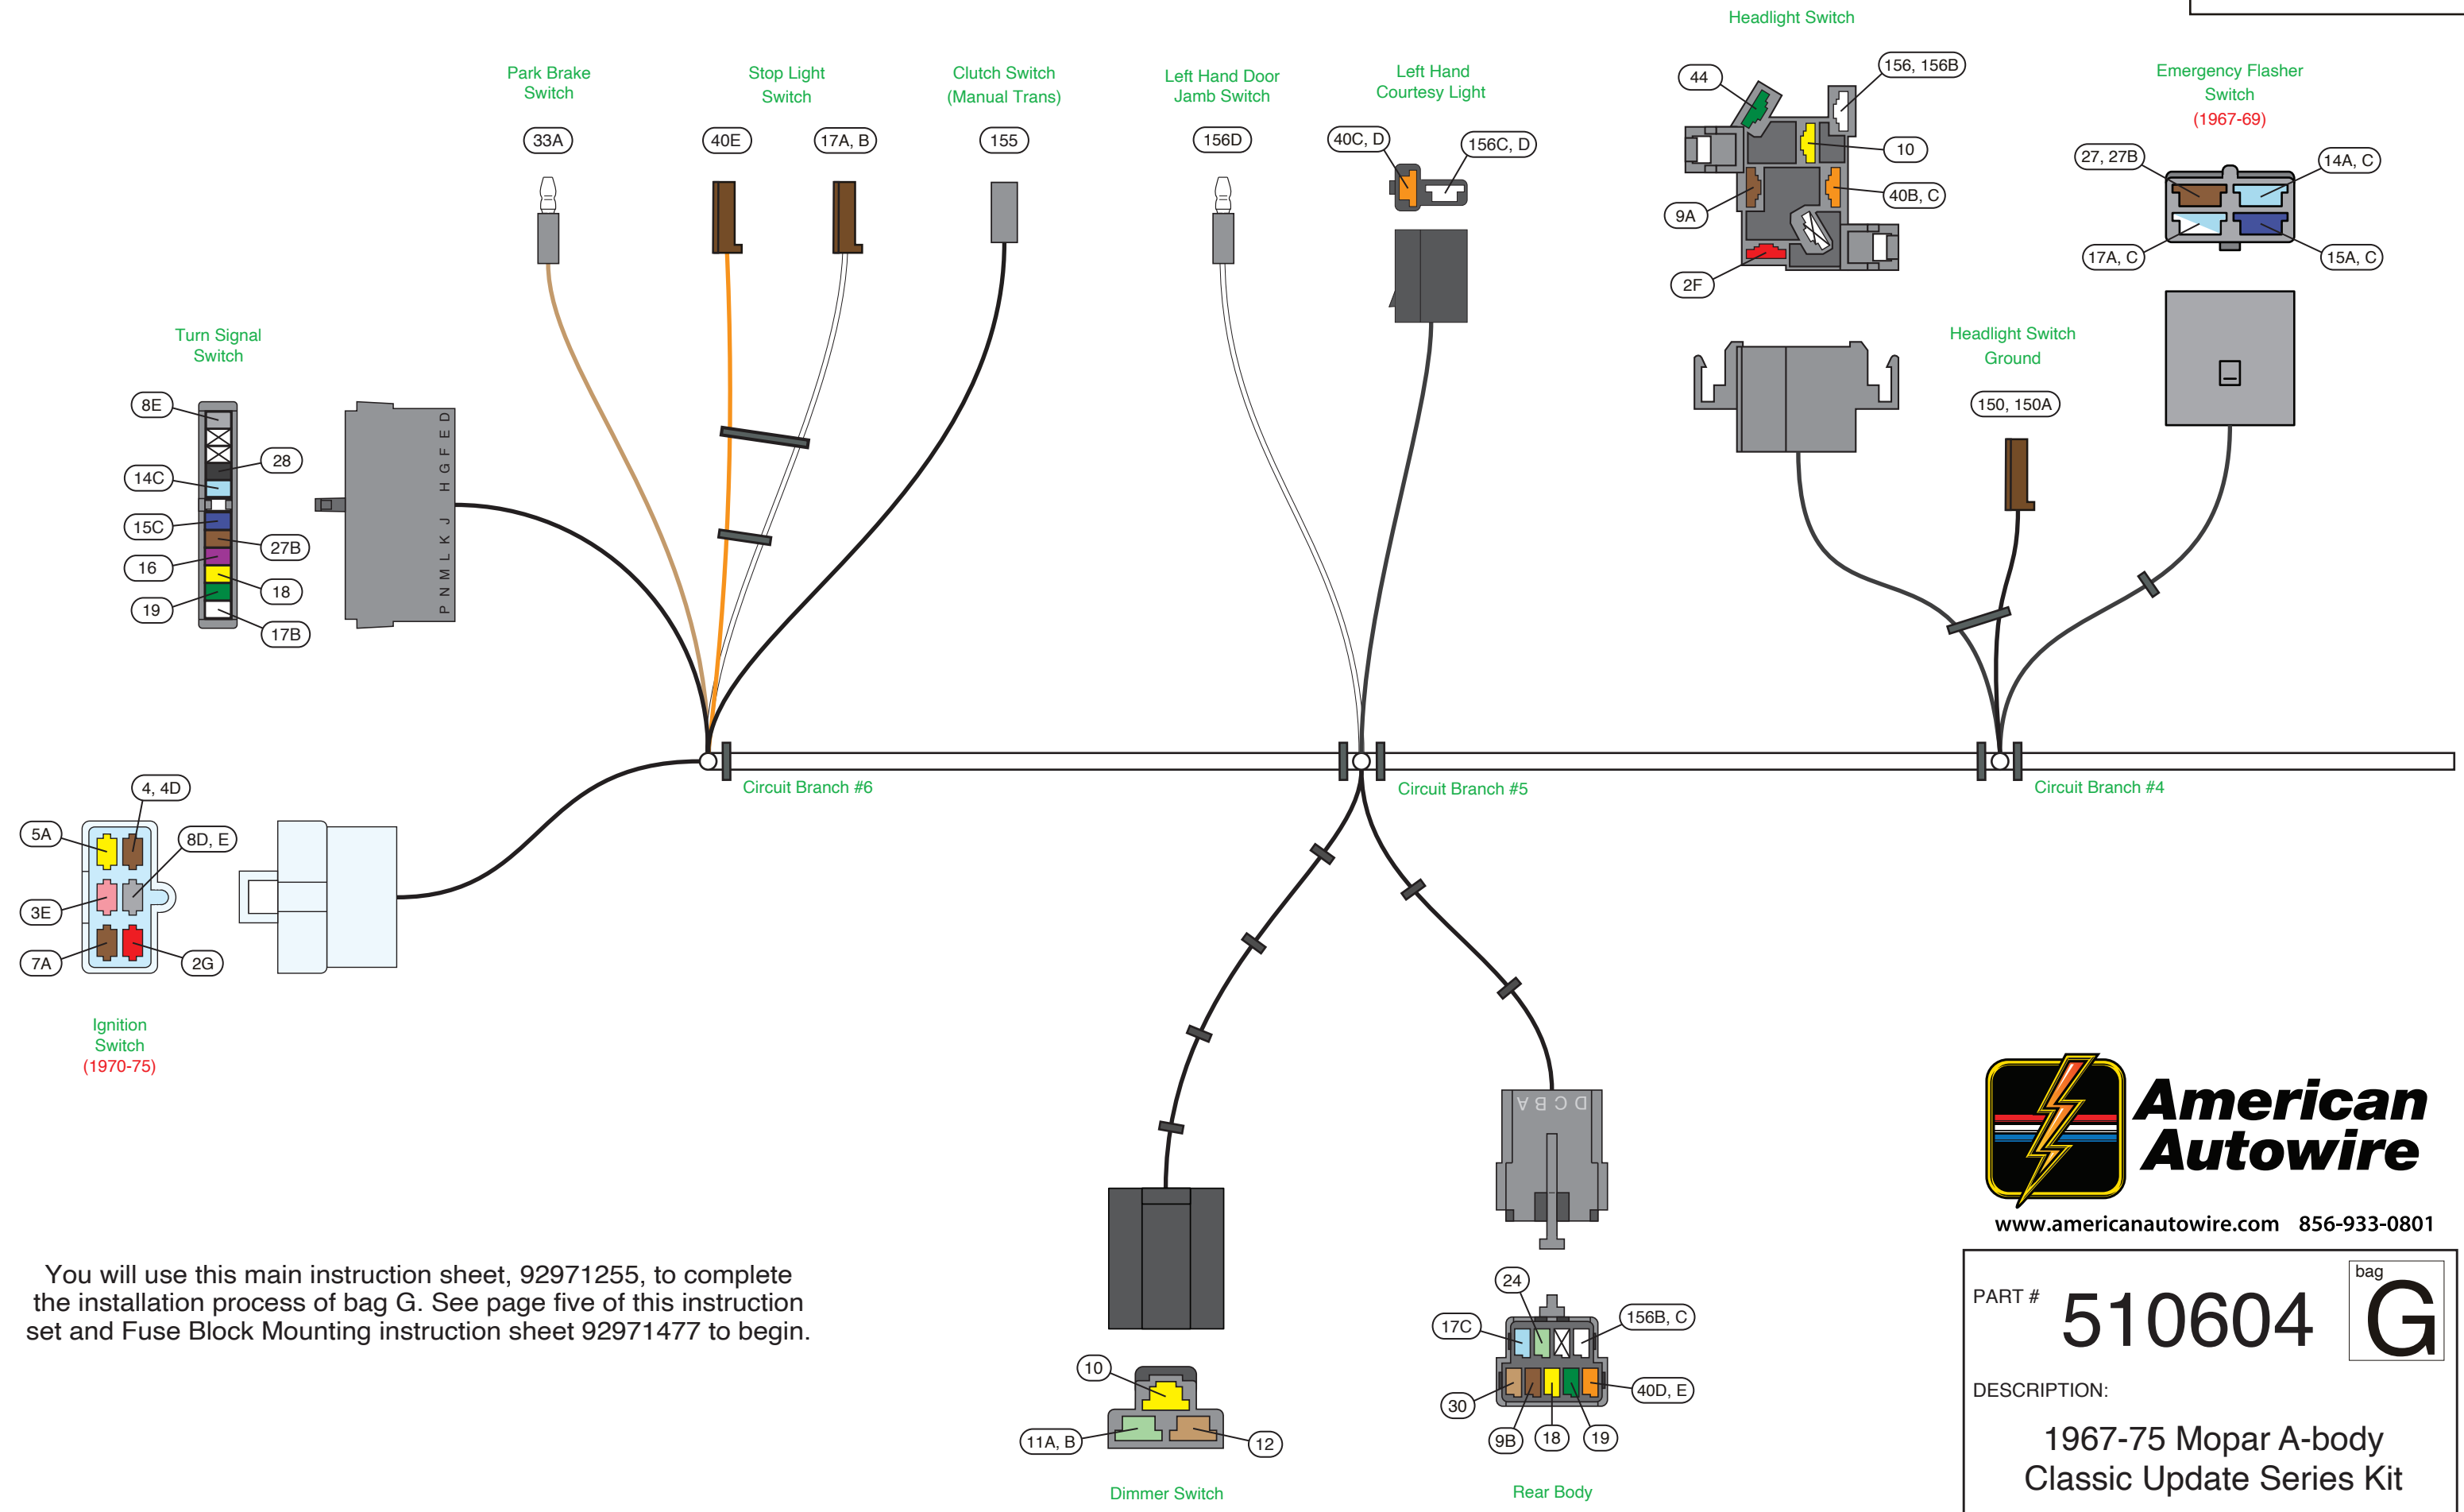 Headlight Switch
Park Brake
Switch
Stop Light
Switch
Clutch Switch
(Manual Trans)
Left Hand Door
Jamb Switch
Left Hand
Courtesy Light
Emergency Flasher
Switch
(1967-69)
33A
40E
17A, B
155
156D
40C, D
156C, D
44
156, 156B
10
9A
40B, C
2F
27, 27B
14A, C
17A, C
15A, C
Turn Signal
Switch
8E
28
14C
15C
27B
16
18
19
17B
P N M L K J H G F E D
Headlight Switch
Ground
150, 150A
Circuit Branch #6
Circuit Branch #5
Circuit Branch #4
4, 4D
5A
8D, E
3E
7A
2G
Ignition
Switch
(1970-75)
D C B A
24
17C
156B, C
30
40D, E
9B
18
19
Rear Body
10
11A, B
12
Dimmer Switch
You will use this main instruction sheet, 92971255, to complete
the installation process of bag G. See page five of this instruction
set and Fuse Block Mounting instruction sheet 92971477 to begin.
American
Autowire
www.americanautowire.com 856-933-0801
PART # 510604
bag
G
DESCRIPTION:
1967-75 Mopar A-body
Classic Update Series Kit